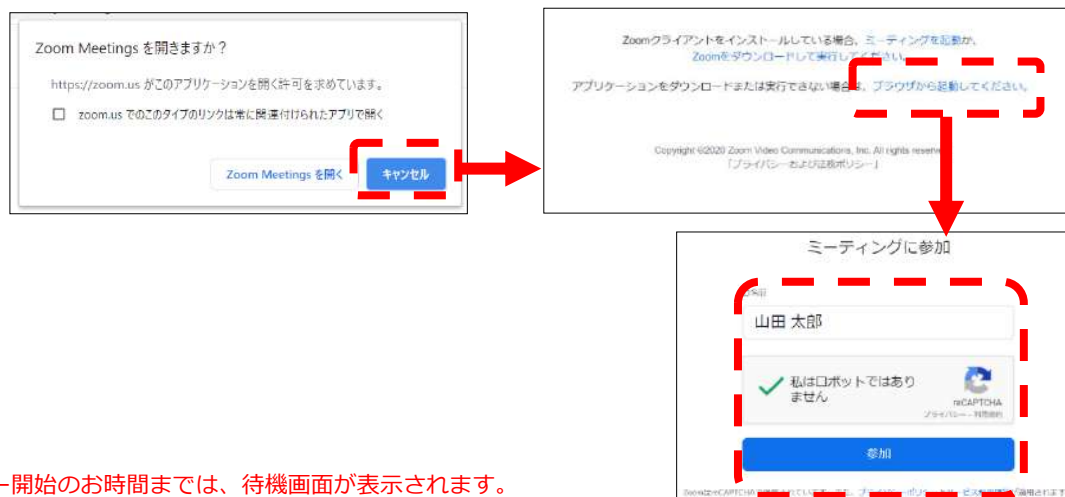 Zoom Meetings を開きますか？
https://zoom.us がこのアプリケーションを開く許可を求めています。
zoom.us でのこのタイプのリンクは常に関連付けられたアプリで開く
Zoom Meetings を開く
キャンセル
Zoomクライアントをインストールしている場合、ミーティングを起動か、
Zoomをダウンロードして実行してください。
アプリケーションをダウンロードまたは実行できない場合は、ブラウザから起動してください。
Copyright ©2020 Zoom Video Communications, Inc. All rights reserve
「プライバシーおよび法務ポリシー」
ミーティングに参加
山田 太郎
私はロボットではあり
ません
reCAPTCHA
プライバシー - 利用規約
参加
ー開始のお時間までは、待機画面が表示されます。